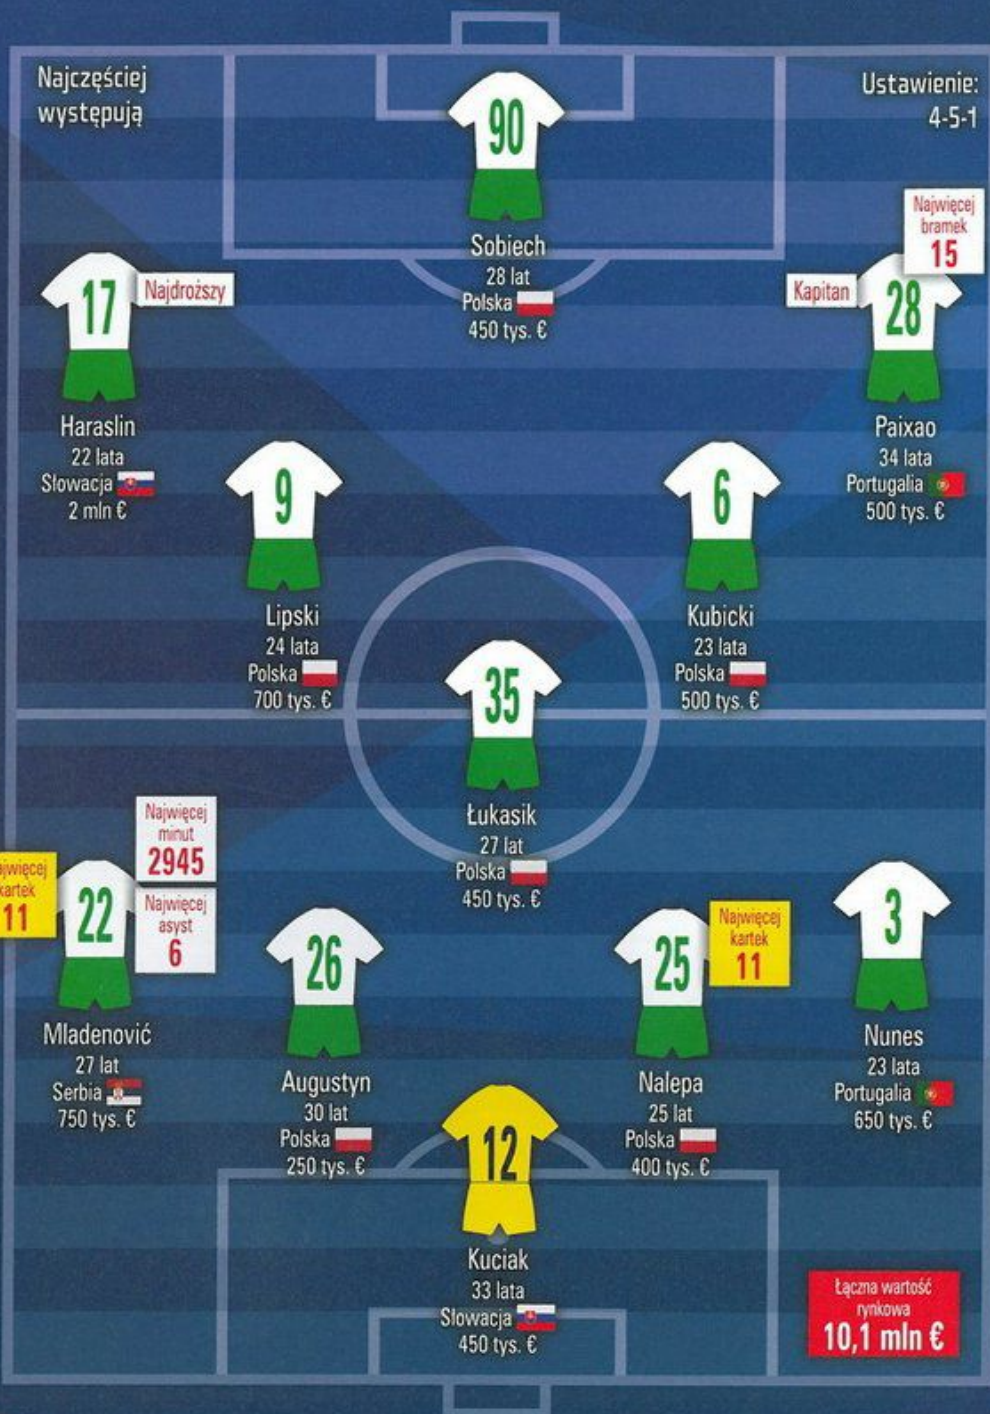 Najczęściej
występują
Ustawienie:
4-5-1
90
Sobiech
28 lat
Polska
450 tys. €
17
Najdroższy
Haraslin
22 lata
Słowacja
2 mln €
Najwięcej
bramek
15
Kapitan
28
Paixao
34 lata
Portugalia
500 tys. €
9
Lipski
24 lata
Polska
700 tys. €
6
Kubicki
23 lata
Polska
500 tys. €
35
Łukasik
27 lat
Polska
450 tys. €
Najwięcej
minut
2945
Najwięcej
asyst
6
kartek
11
22
Mladenović
27 lat
Serbia
750 tys. €
26
Augustyn
30 lat
Polska
250 tys. €
25
Najwięcej
kartek
11
Nalepa
25 lat
Polska
400 tys. €
3
Nunes
23 lata
Portugalia
650 tys. €
12
Kuciak
33 lata
Słowacja
450 tys. €
Łączna wartość
rynkowa
10,1 mln €